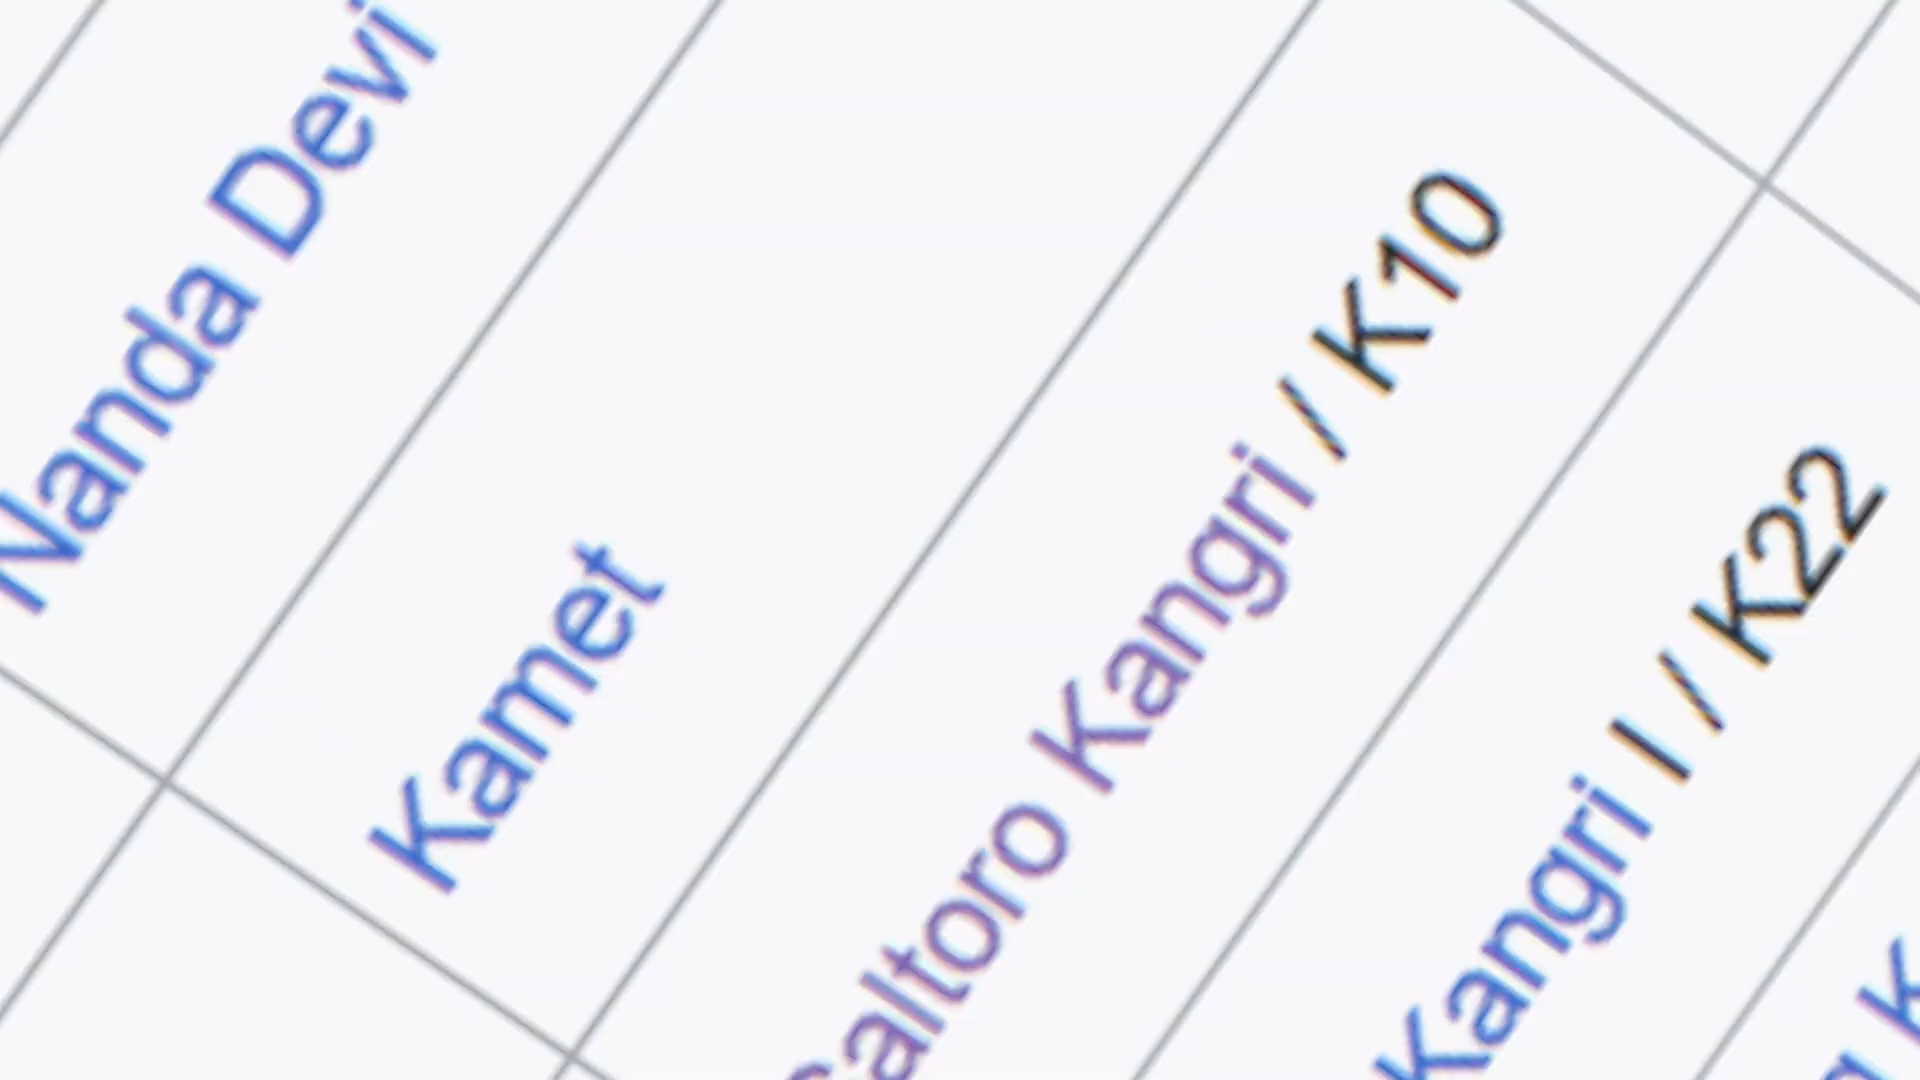 Nanda Devi
Kamet
Saltoro Kangri / K10
Kangri I / K22